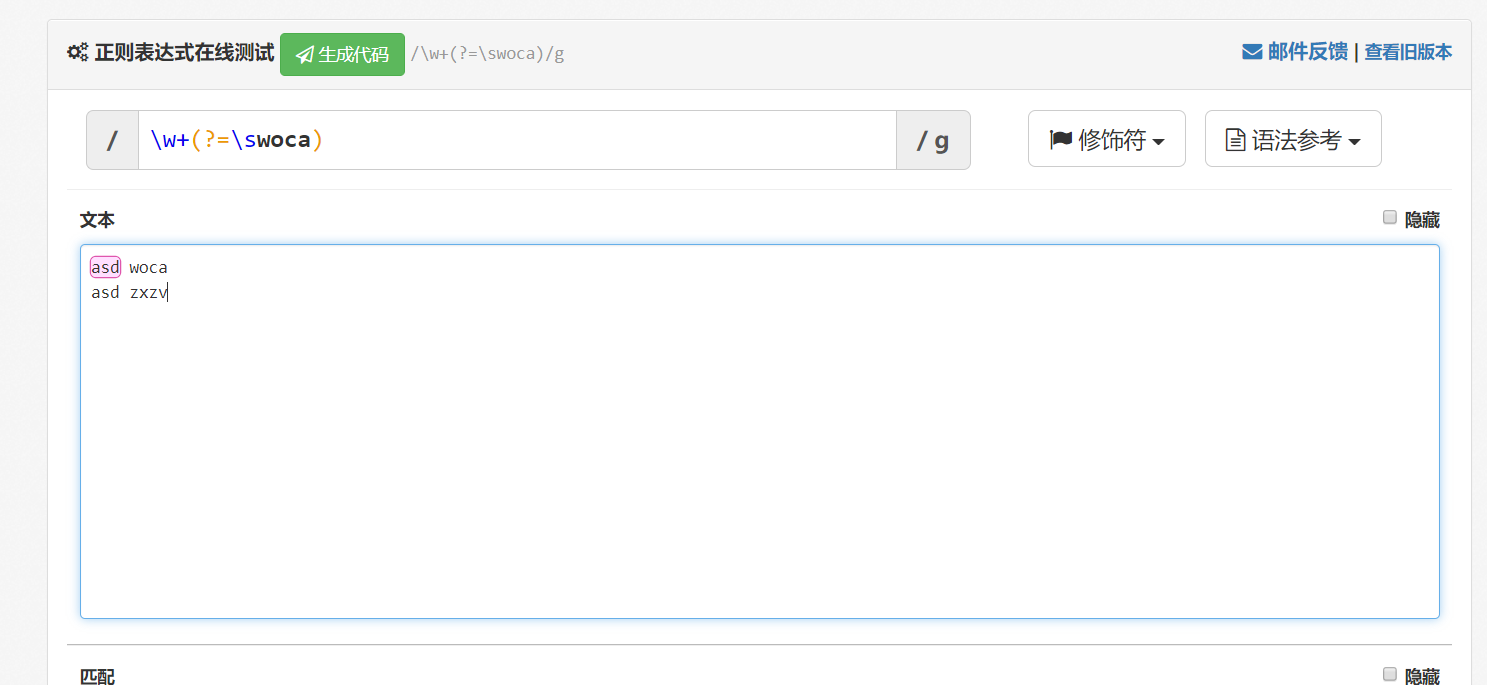 正则表达式在线测试 生成代码 /\w+(?=\swoca)/g 邮件反馈 | 查看旧版本
/ \w+(?=\swoca) / g 修饰符 语法参考
文本 隐藏
asd woca
asd zxzv
匹配 隐藏